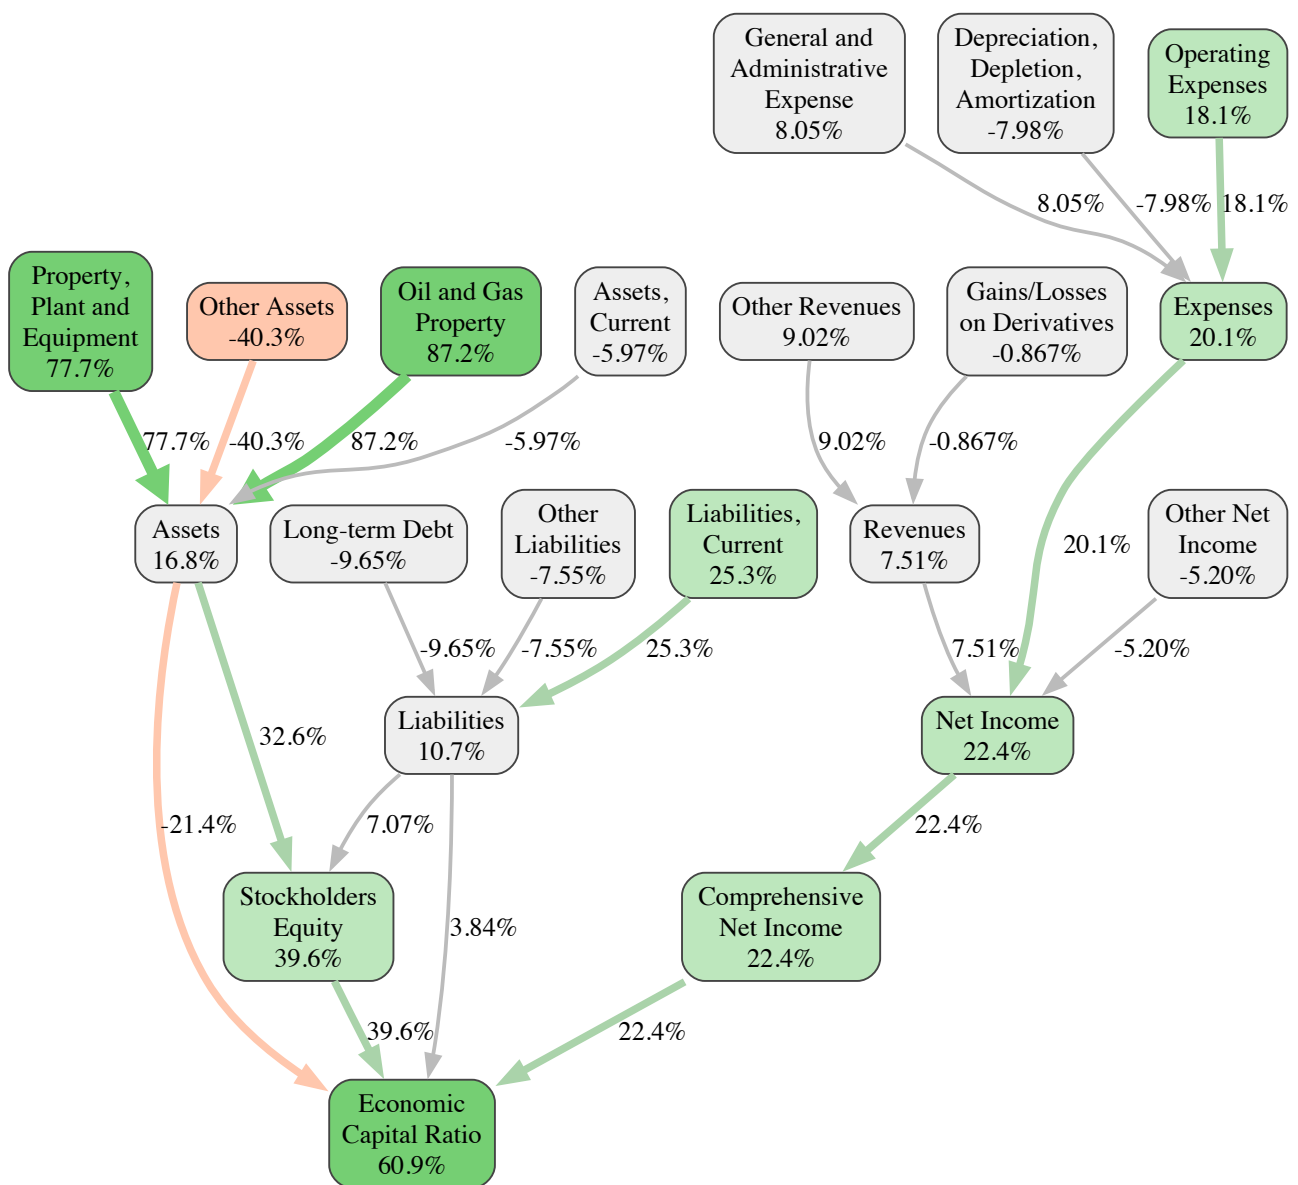 General and
Administrative
Expense
8.05%
Depreciation,
Depletion,
Amortization
-7.98%
Operating
Expenses
18.1%
8.05%
-7.98%
18.1%
Property,
Plant and
Equipment
77.7%
Other Assets
-40.3%
Oil and Gas
Property
87.2%
Assets,
Current
-5.97%
Other Revenues
9.02%
Gains/Losses
on Derivatives
-0.867%
Expenses
20.1%
77.7%
-40.3%
87.2%
-5.97%
9.02%
-0.867%
Assets
16.8%
Long-term Debt
-9.65%
Other
Liabilities
-7.55%
Liabilities,
Current
25.3%
Revenues
7.51%
20.1%
Other Net
Income
-5.20%
-9.65%
-7.55%
25.3%
7.51%
-5.20%
32.6%
Liabilities
10.7%
Net Income
22.4%
-21.4%
7.07%
22.4%
Stockholders
Equity
39.6%
3.84%
Comprehensive
Net Income
22.4%
39.6%
22.4%
Economic
Capital Ratio
60.9%